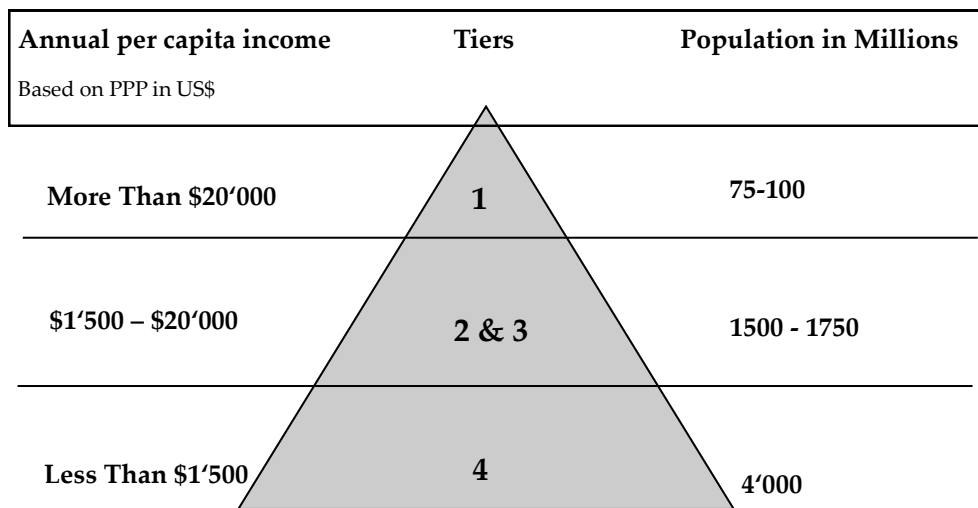 Annual per capita income Tiers Population in Millions
Based on PPP in US$
More Than $20‘000 1 75-100
$1‘500 – $20‘000 2 & 3 1500 - 1750
Less Than $1‘500 4 4‘000